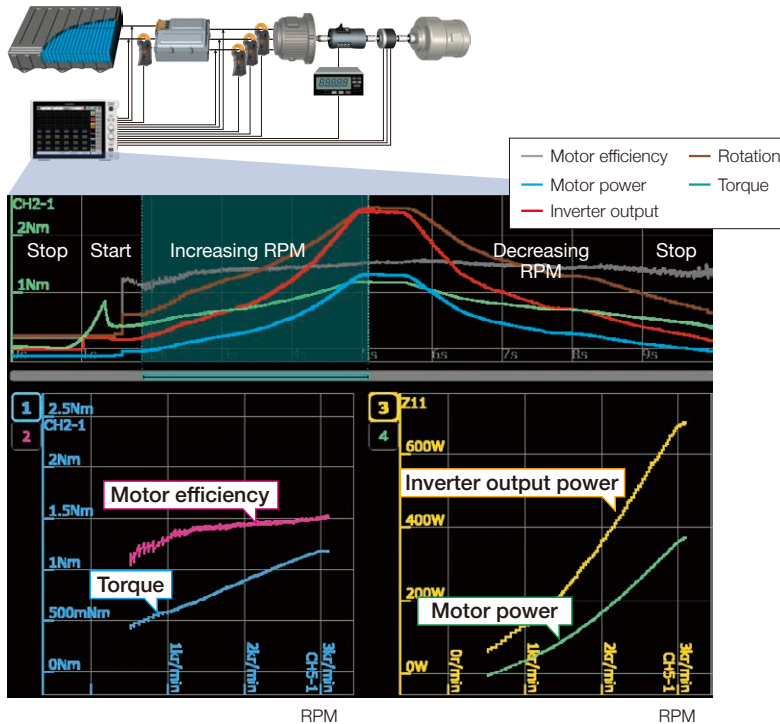 Motor efficiency
Rotation
Motor power
Torque
Inverter output
CH2-1
2Nm
Stop
Start
Increasing RPM
Decreasing
RPM
Stop
1Nm
2s
3s
4s
5s
6s
7s
8s
9s
1
2
2.5Nm
CH2-1
2Nm
Motor efficiency
1.5Nm
1Nm
Torque
500mNm
0Nm
1kr/min
2kr/min
3kr/min
CH5-1
RPM
3
4
Z11
600W
Inverter output power
400W
200W
Motor power
0W
0r/min
1kr/min
2kr/min
3kr/min
CH5-1
RPM